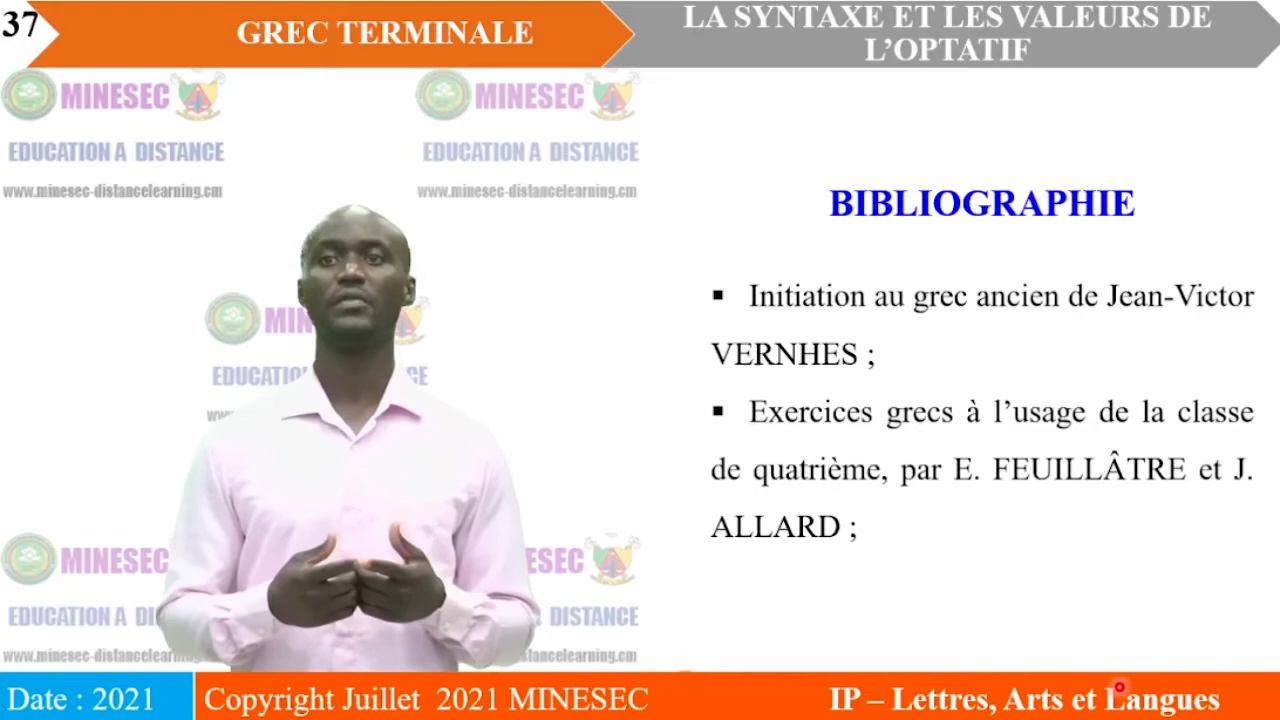 37
GREC TERMINALE
LA SYNTAXE ET LES VALEURS DE
L’OPTATIF
MINESEC
MINESEC
EDUCATION A DISTANCE
EDUCATION A DISTANCE
www.minesec-distancelearning.cm
www.minesec-distancelearning.cm
BIBLIOGRAPHIE
▪ Initiation au grec ancien de Jean-Victor
VERNHES ;
▪ Exercices grecs à l’usage de la classe
de quatrième, par E. FEUILLÂTRE et J.
ALLARD ;
MINESEC
EDUCATION A DI
DISTANCE
Date : 2021
Copyright Juillet 2021 MINESEC
IP – Lettres, Arts et Langues